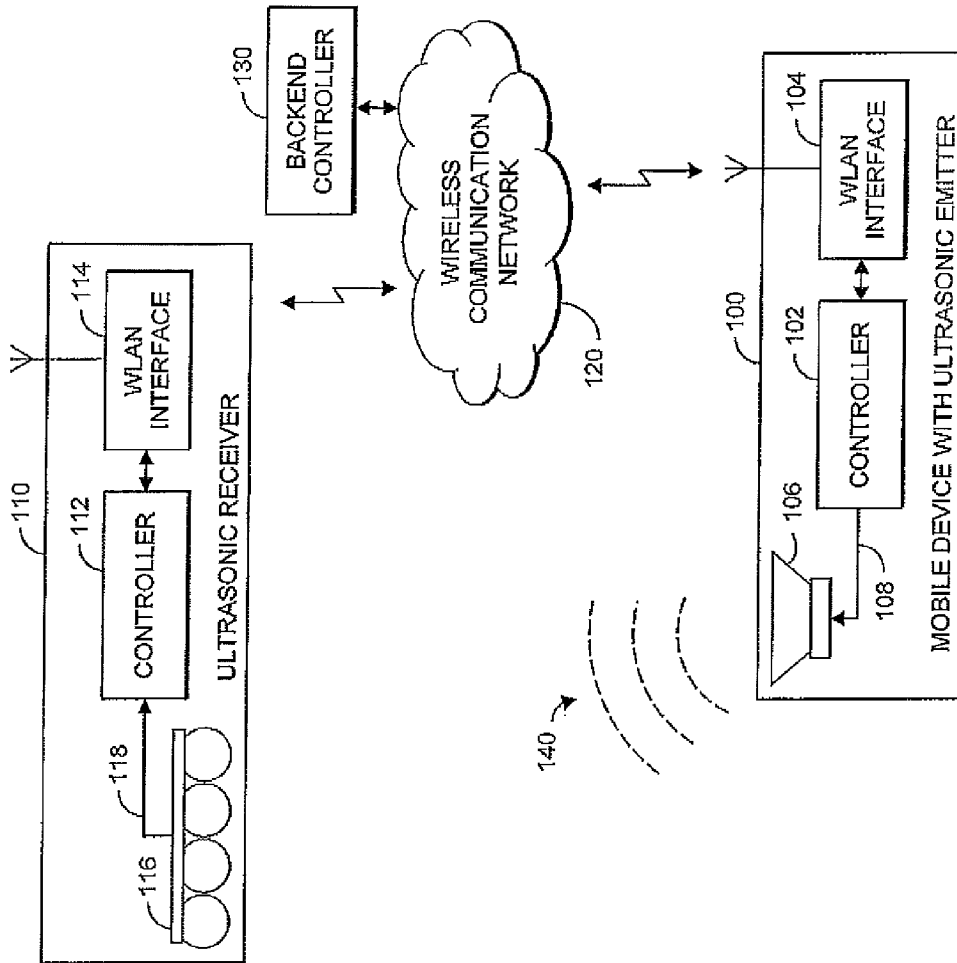 110
112
CONTROLLER
114
WLAN
INTERFACE
118
116
ULTRASONIC RECEIVER
130
BACKEND
CONTROLLER
WIRELESS
COMMUNICATION
NETWORK
120
140
100
102
CONTROLLER
104
WLAN
INTERFACE
106
108
MOBILE DEVICE WITH ULTRASONIC EMITTER